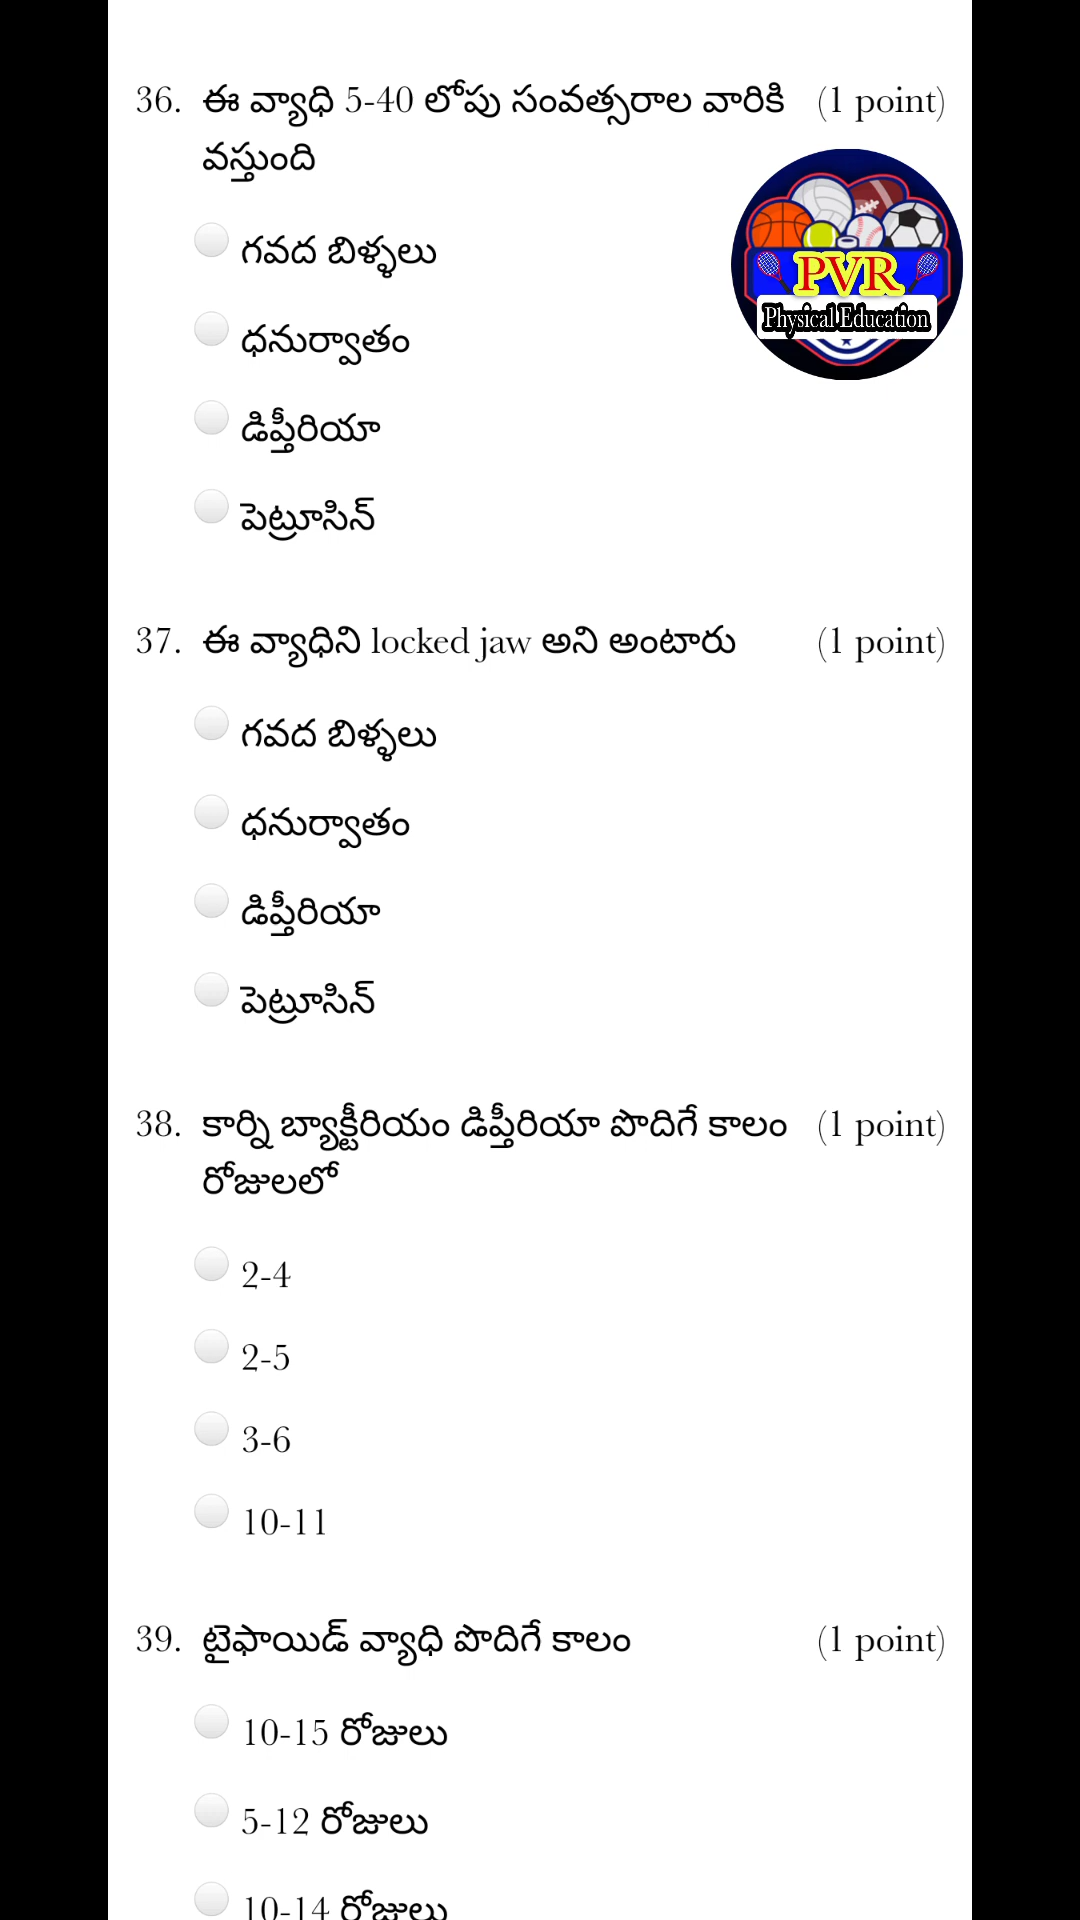 36. ఈ వ్యాధి 5-40 లోపు సంవత్సరాల వారికి (1 point)
వస్తుంది
PVR
Physical Education
గవద బిళ్ళలు
ధనుర్వాతం
డిప్తీరియా
పెట్రూసిన్
37. ఈ వ్యాధిని locked jaw అని అంటారు (1 point)
గవద బిళ్ళలు
ధనుర్వాతం
డిప్తీరియా
పెట్రూసిన్
38. కార్ని బ్యాక్టీరియం డిప్తీరియా పొదిగే కాలం (1 point)
రోజులలో
2-4
2-5
3-6
10-11
39. టైఫాయిడ్ వ్యాధి పొదిగే కాలం (1 point)
10-15 రోజులు
5-12 రోజులు
10-14 రోజులు